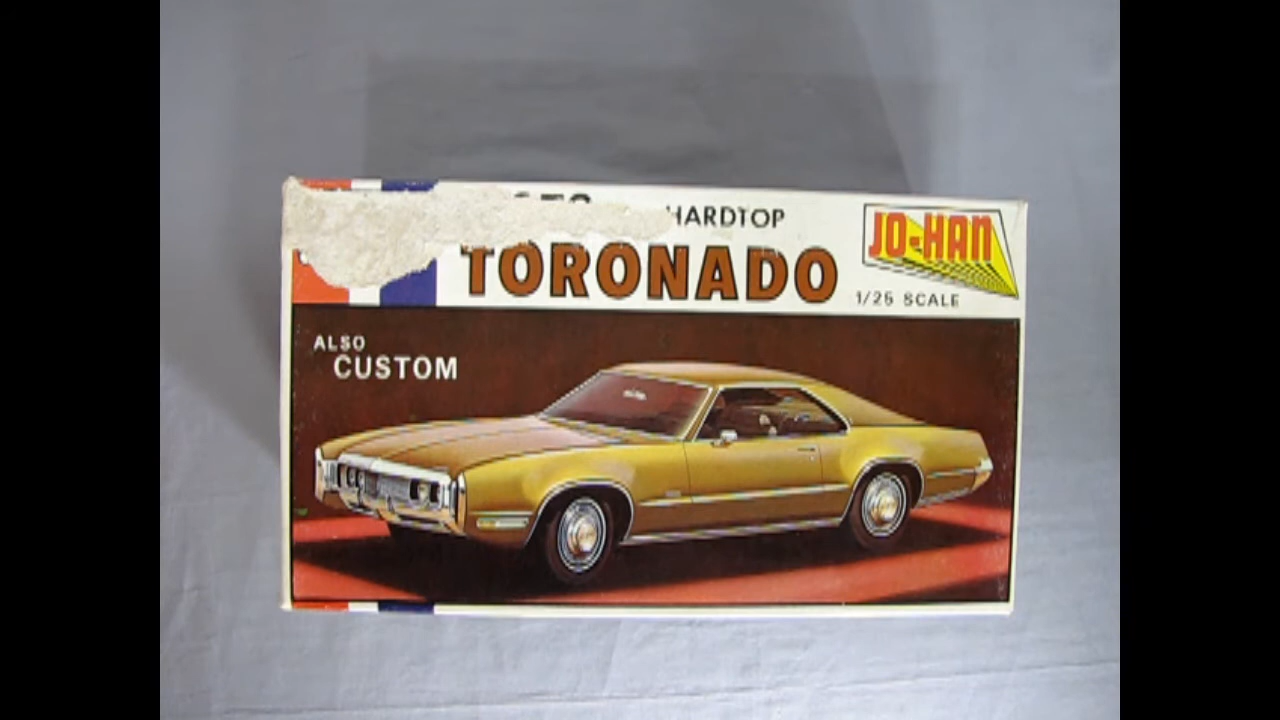 HARDTOP
TORONADO
JO-HAN
1/25 SCALE
ALSO
CUSTOM